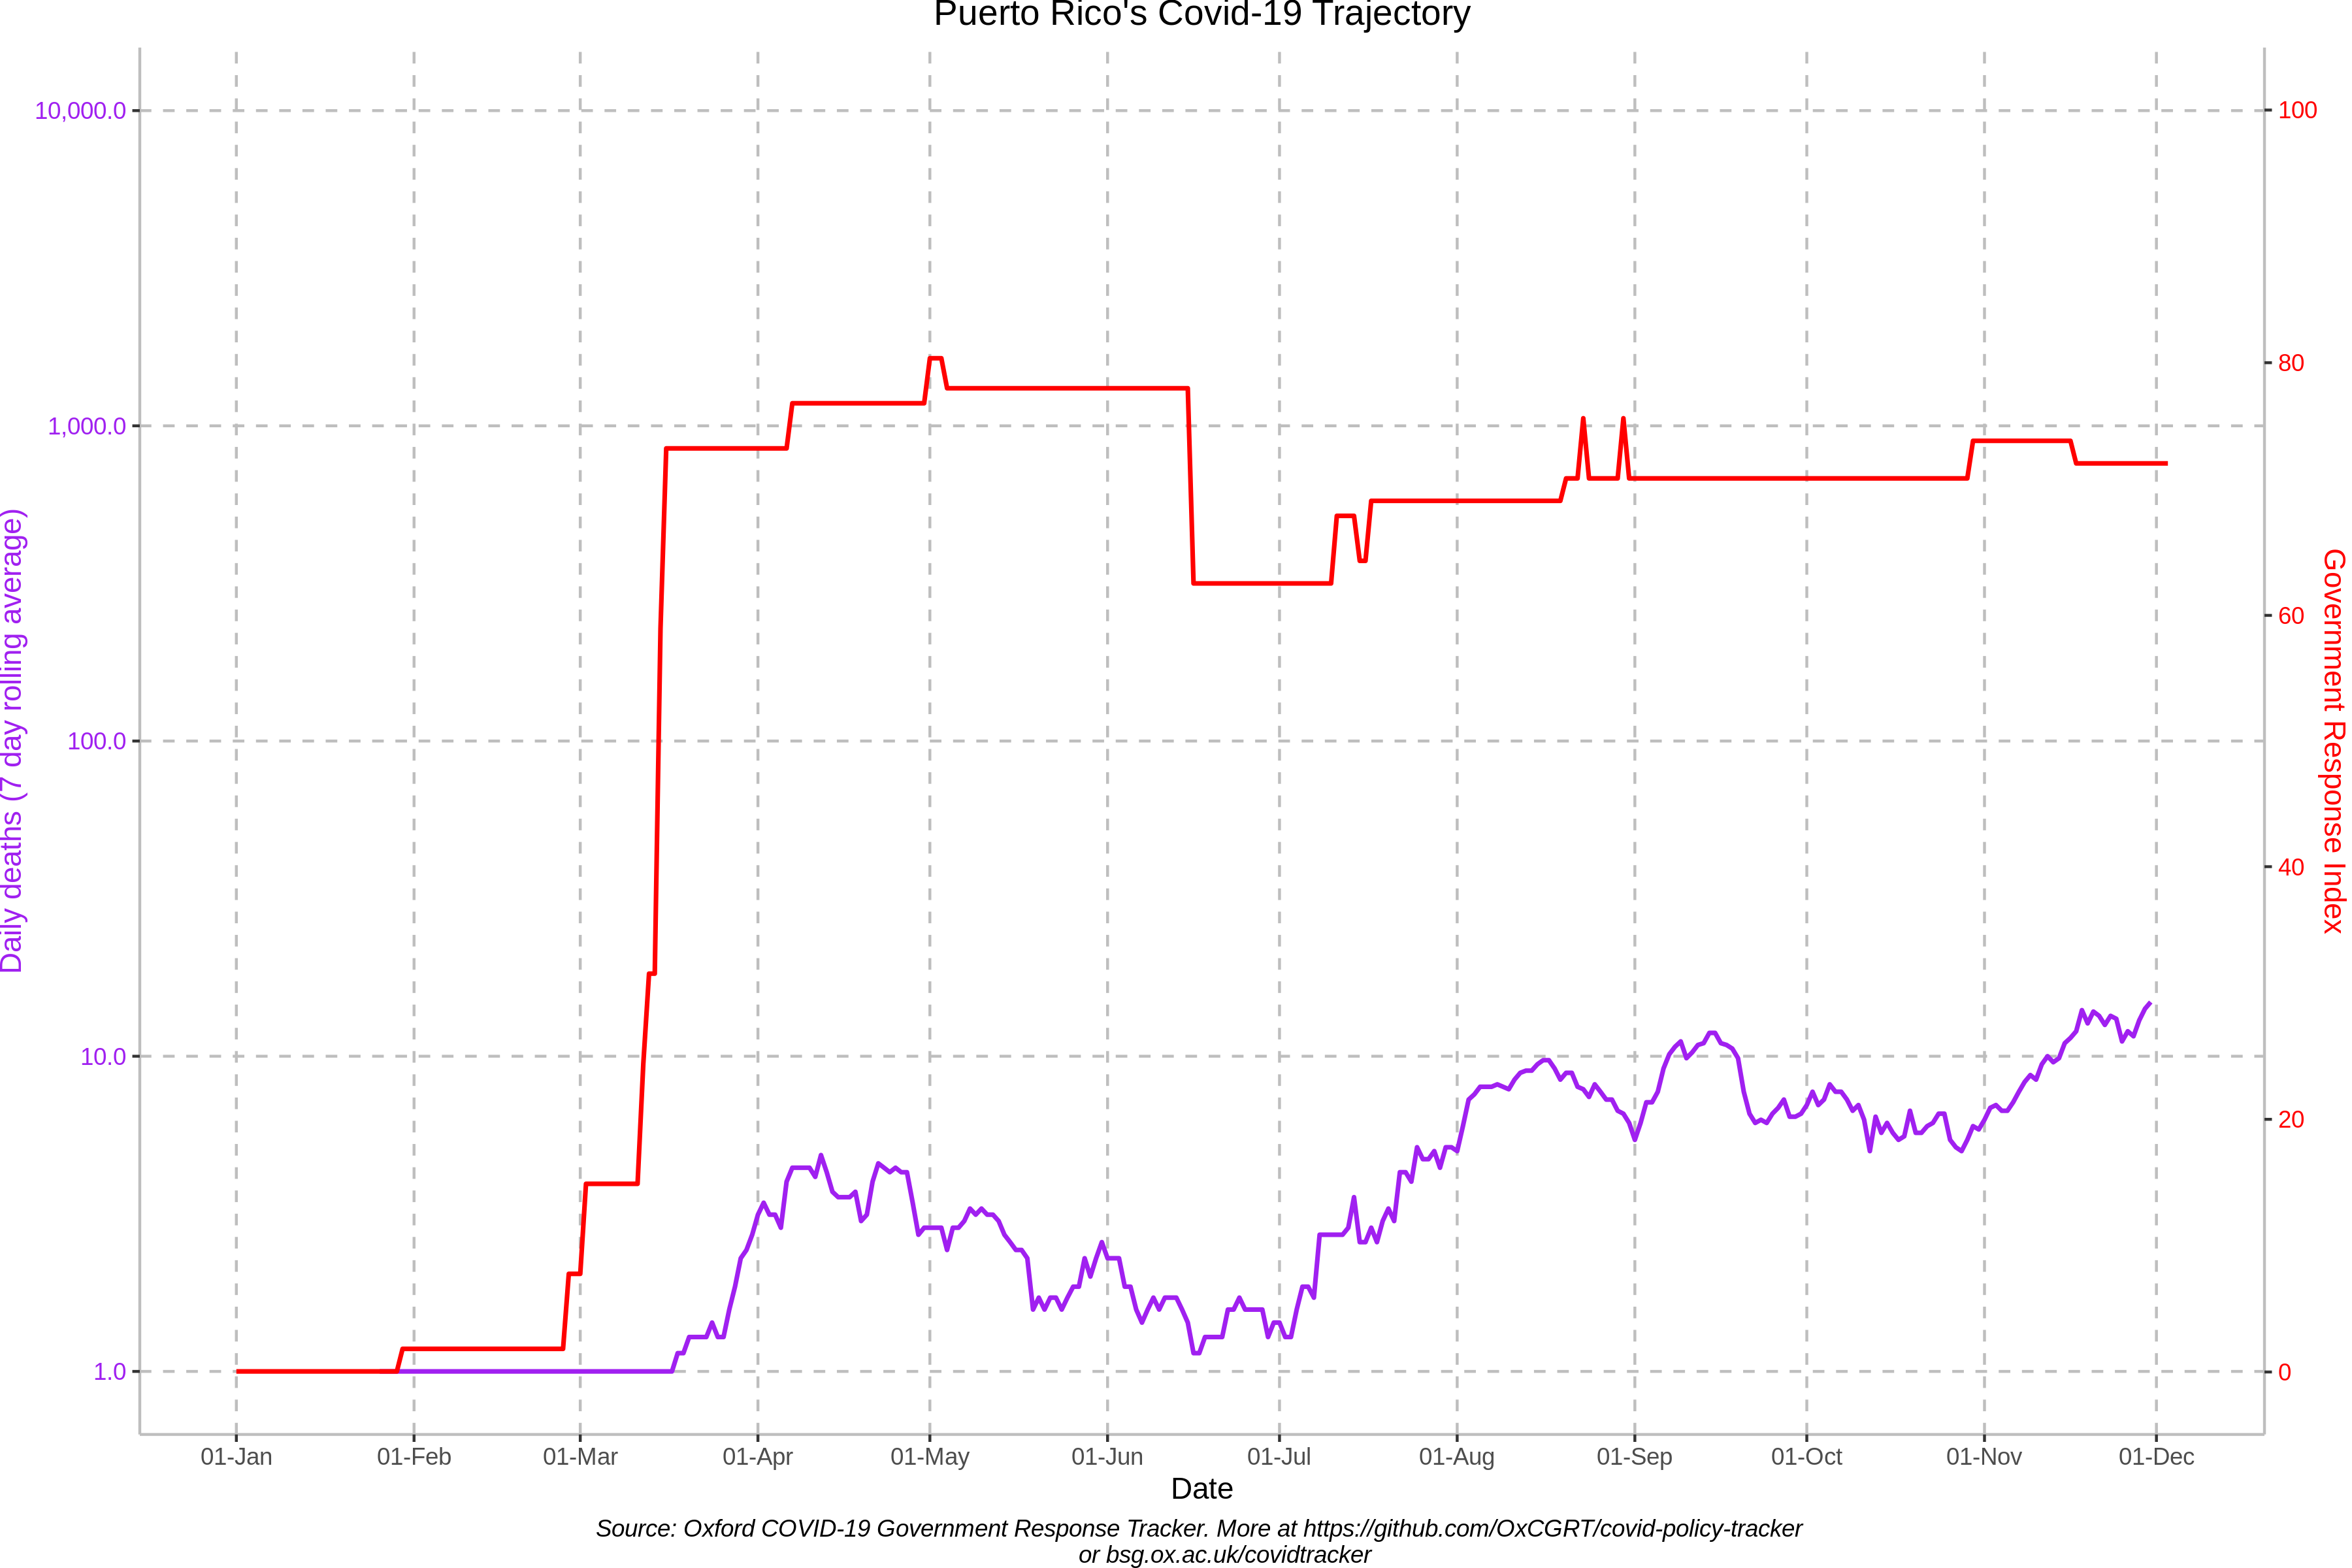 Puerto Rico's Covid-19 Trajectory
10,000.0
1,000.0
100.0
10.0
1.0
Daily deaths (7 day rolling average)
100
80
60
40
20
0
Government Response Index
01-Jan 01-Feb 01-Mar 01-Apr 01-May 01-Jun 01-Jul 01-Aug 01-Sep 01-Oct 01-Nov 01-Dec
Date
Source: Oxford COVID-19 Government Response Tracker. More at https://github.com/OxCGRT/covid-policy-tracker
or bsg.ox.ac.uk/covidtracker